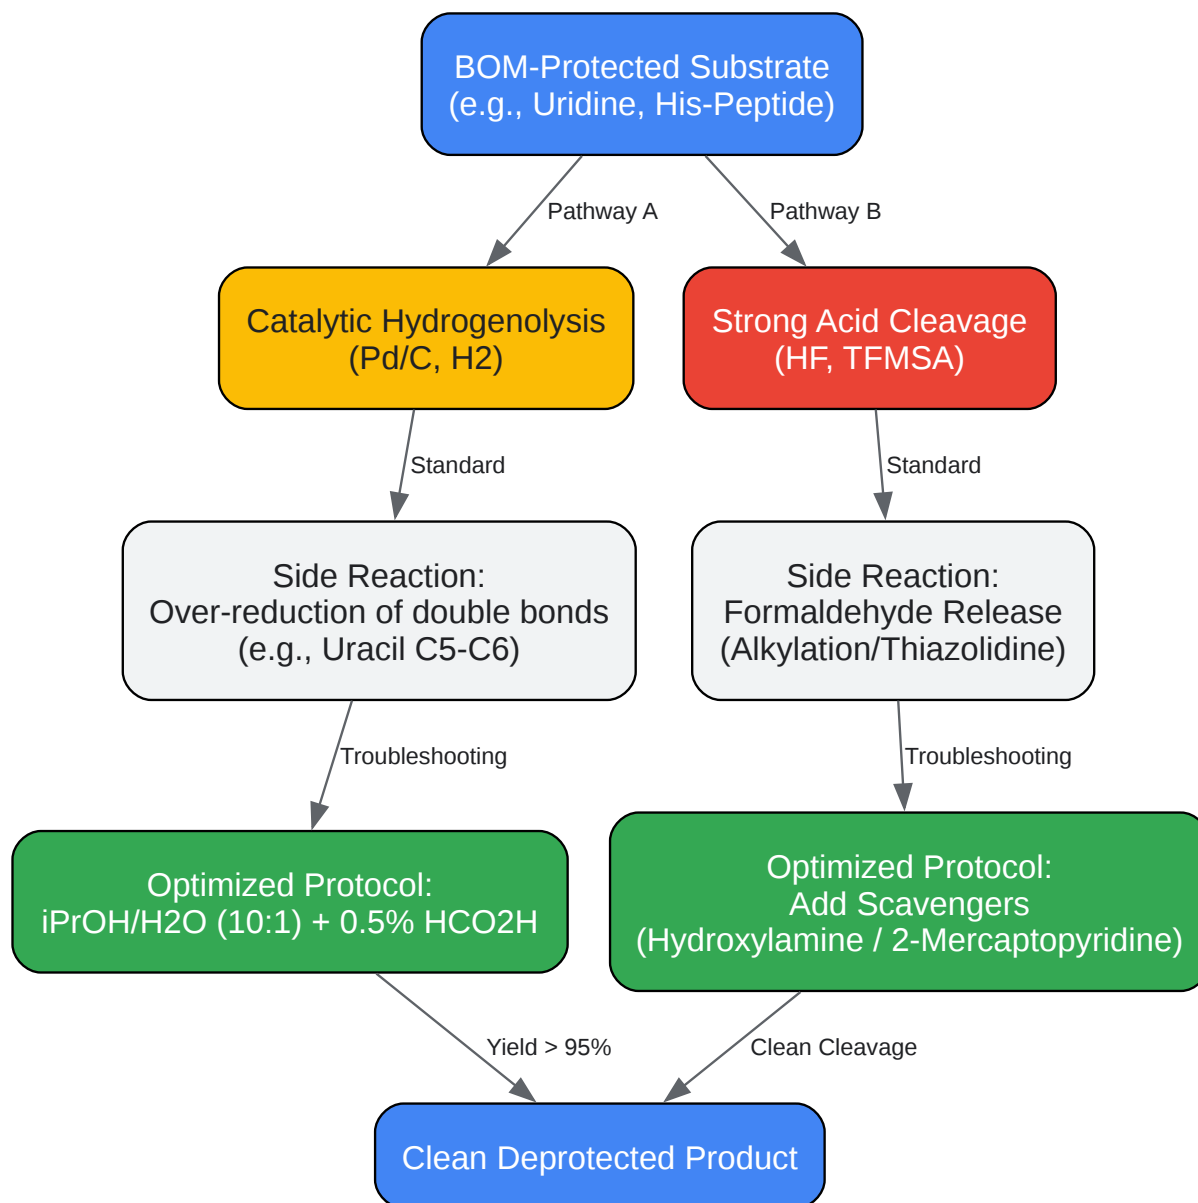 BOM-Protected Substrate
(e.g., Uridine, His-Peptide)
Pathway A
Pathway B
Catalytic Hydrogenolysis
(Pd/C, H2)
Strong Acid Cleavage
(HF, TFMSA)
Standard
Standard
Side Reaction:
Over-reduction of double bonds
(e.g., Uracil C5-C6)
Side Reaction:
Formaldehyde Release
(Alkylation/Thiazolidine)
Troubleshooting
Troubleshooting
Optimized Protocol:
iPrOH/H2O (10:1) + 0.5% HCO2H
Optimized Protocol:
Add Scavengers
(Hydroxylamine / 2-Mercaptopyridine)
Yield > 95%
Clean Cleavage
Clean Deprotected Product